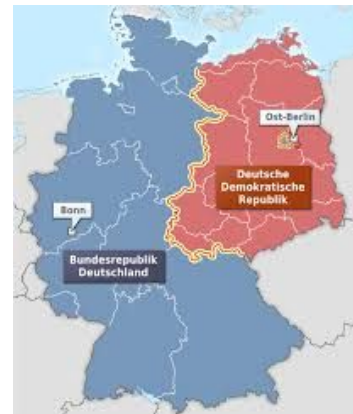 Ost-Berlin
Deutsche
Demokratische
Republik
Bonn
Bundesrepublik
Deutschland